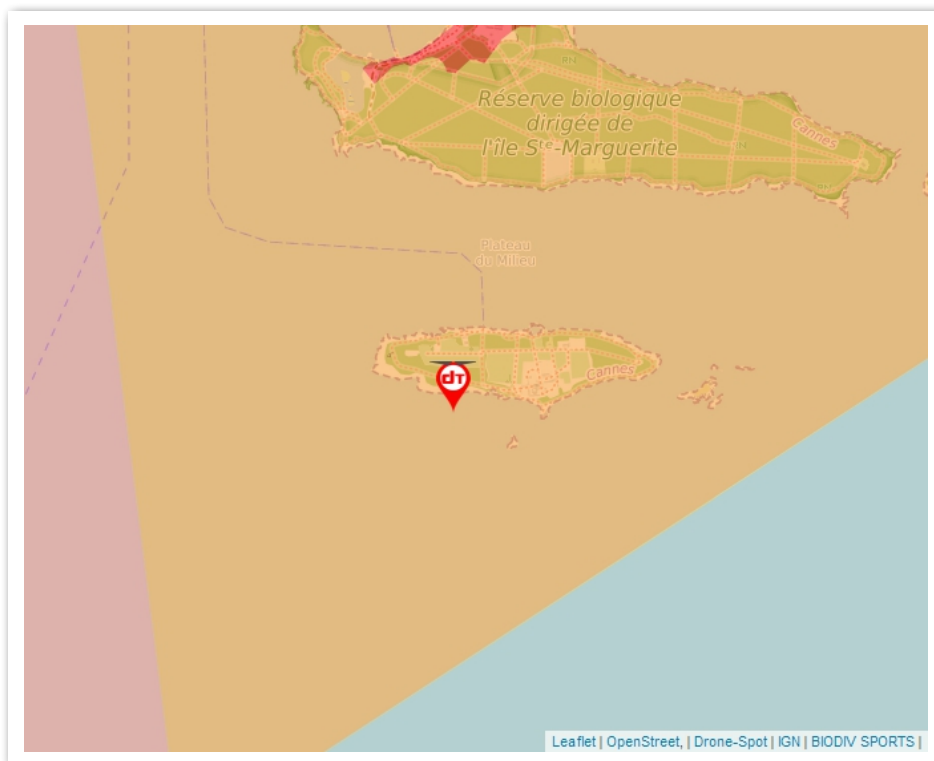 RN
Réserve biologique
dirigée de
l'île Sᵗᵉ-Marguerite
Cannes
Plateau
du Milieu
Cannes
dT
Leaflet | OpenStreet, | Drone-Spot | IGN | BIODIV SPORTS |